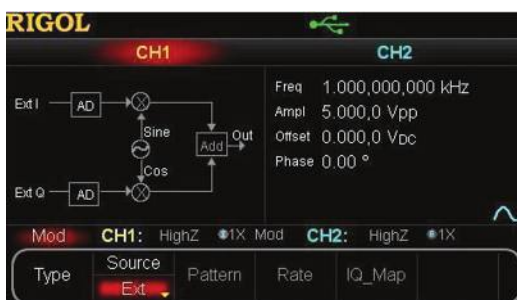 RIGOL
CH1 CH2
Ext I AD
Sine
Add Out
Cos
Ext Q AD
Freq 1.000,000,000 kHz
Ampl 5.000,0 Vpp
Offset 0.000,0 VDC
Phase 0.00 °
Mod CH1: HighZ 1X Mod CH2: HighZ 1X
Type Source Pattern Rate IQ_Map
Ext